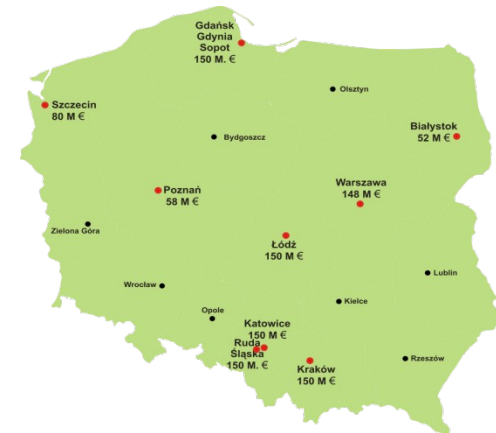 Gdańsk
Gdynia
Sopot
150 M. €
Szczecin
80 M €
Olsztyn
Bydgoszcz
Białystok
52 M €
Poznań
58 M €
Warszawa
148 M €
Zielona Góra
Łódź
150 M €
Lublin
Wrocław
Kielce
Opole
Katowice
150 M €
Ruda
Śląska
150 M. €
Kraków
150 M €
Rzeszów